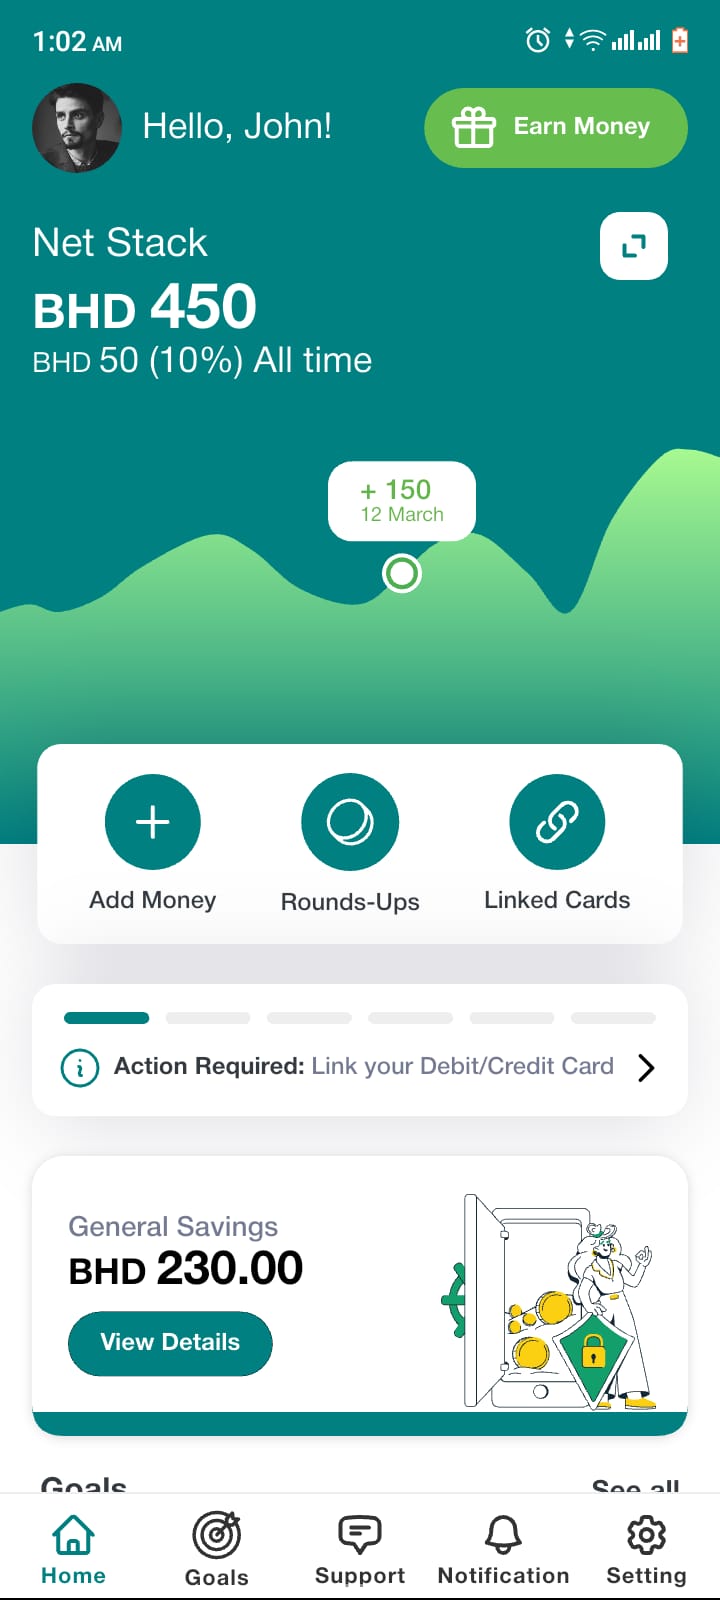 1:02 AM
Hello, John!
Earn Money
Net Stack
BHD 450
BHD 50 (10%) All time
+ 150
12 March
Add Money
Rounds-Ups
Linked Cards
Action Required: Link your Debit/Credit Card
General Savings
BHD 230.00
View Details
Goals
See all
Home
Goals
Support
Notification
Setting